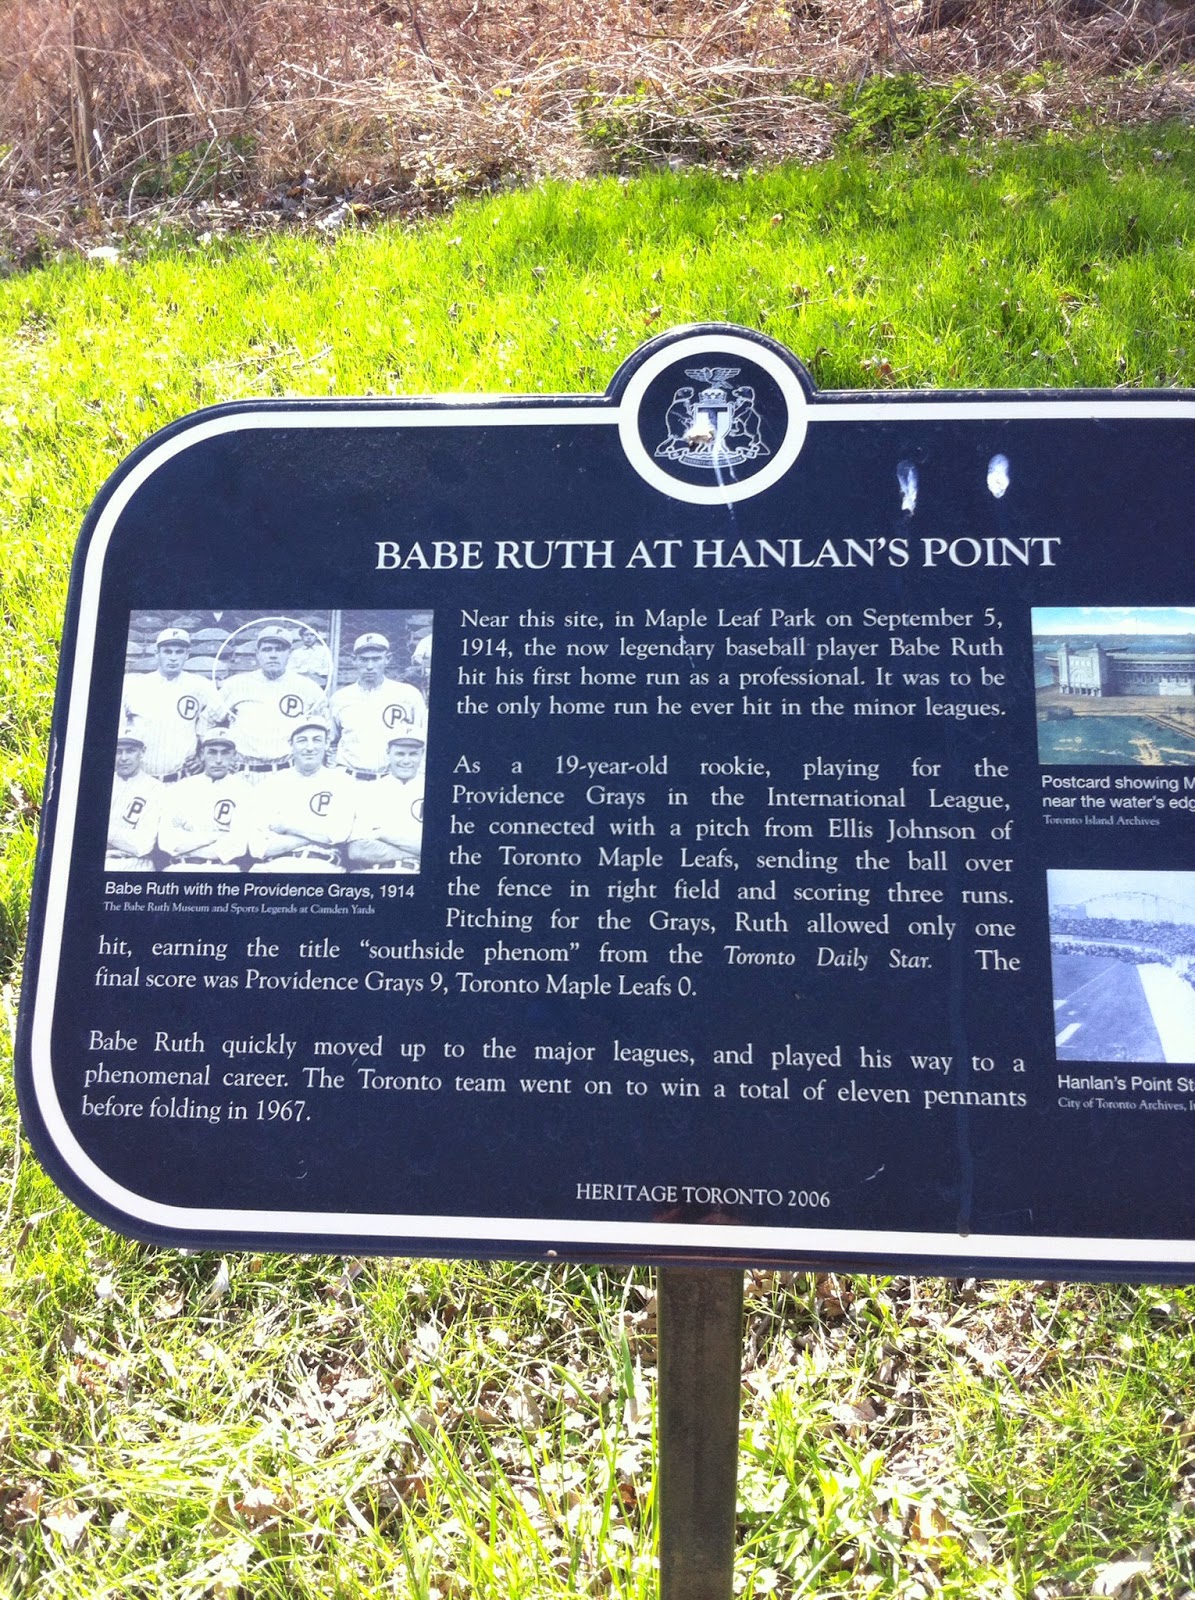 BABE RUTH AT HANLAN'S POINT
Near this site, in Maple Leaf Park on September 5,
1914, the now legendary baseball player Babe Ruth
hit his first home run as a professional. It was to be
the only home run he ever hit in the minor leagues.
As a 19-year-old rookie, playing for the
Providence Grays in the International League,
he connected with a pitch from Ellis Johnson of
the Toronto Maple Leafs, sending the ball over
the fence in right field and scoring three runs.
Pitching for the Grays, Ruth allowed only one
hit, earning the title “southside phenom” from the Toronto Daily Star. The
final score was Providence Grays 9, Toronto Maple Leafs 0.
Babe Ruth quickly moved up to the major leagues, and played his way to a
phenomenal career. The Toronto team went on to win a total of eleven pennants
before folding in 1967.
HERITAGE TORONTO 2006
P
P
P
P
P
P
Babe Ruth with the Providence Grays, 1914
The Babe Ruth Museum and Sports Legends at Camden Yards
Postcard showing M
near the water's edg
Toronto Island Archives
Hanlan's Point St
City of Toronto Archives,